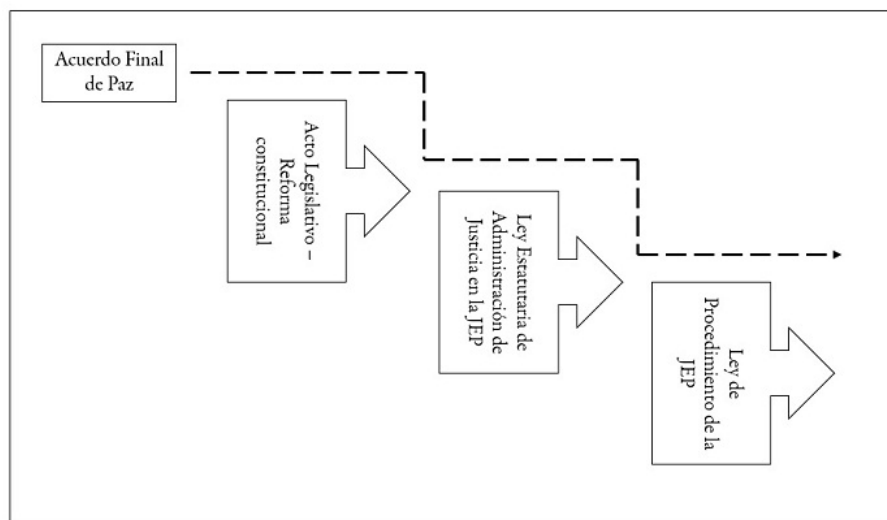 Acuerdo Final
de Paz
Acto Legislativo –
Reforma
constitucional
Ley Estatutaria de
Administración de
Justicia en la JEP
Ley de
Procedimiento de la
JEP